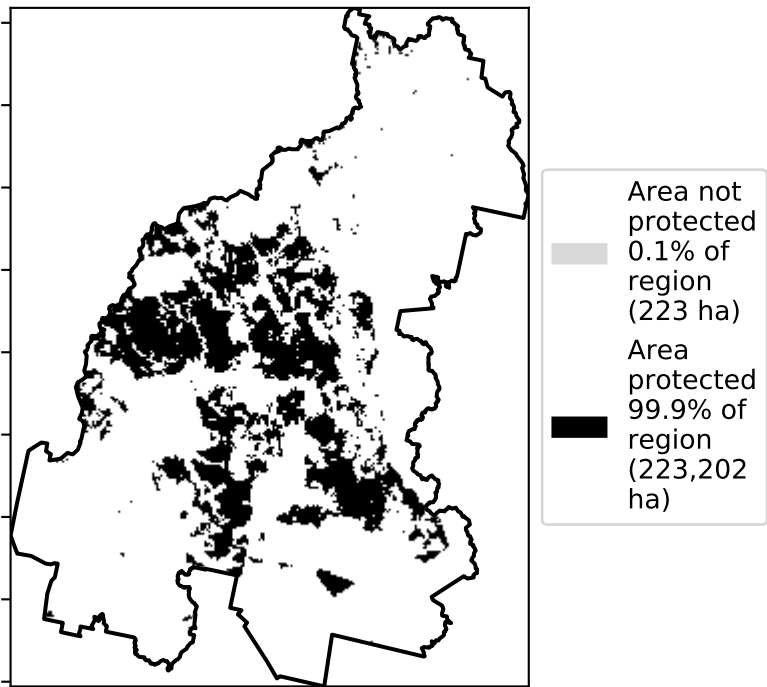 Area not
protected
0.1% of
region
(223 ha)
Area
protected
99.9% of
region
(223,202
ha)